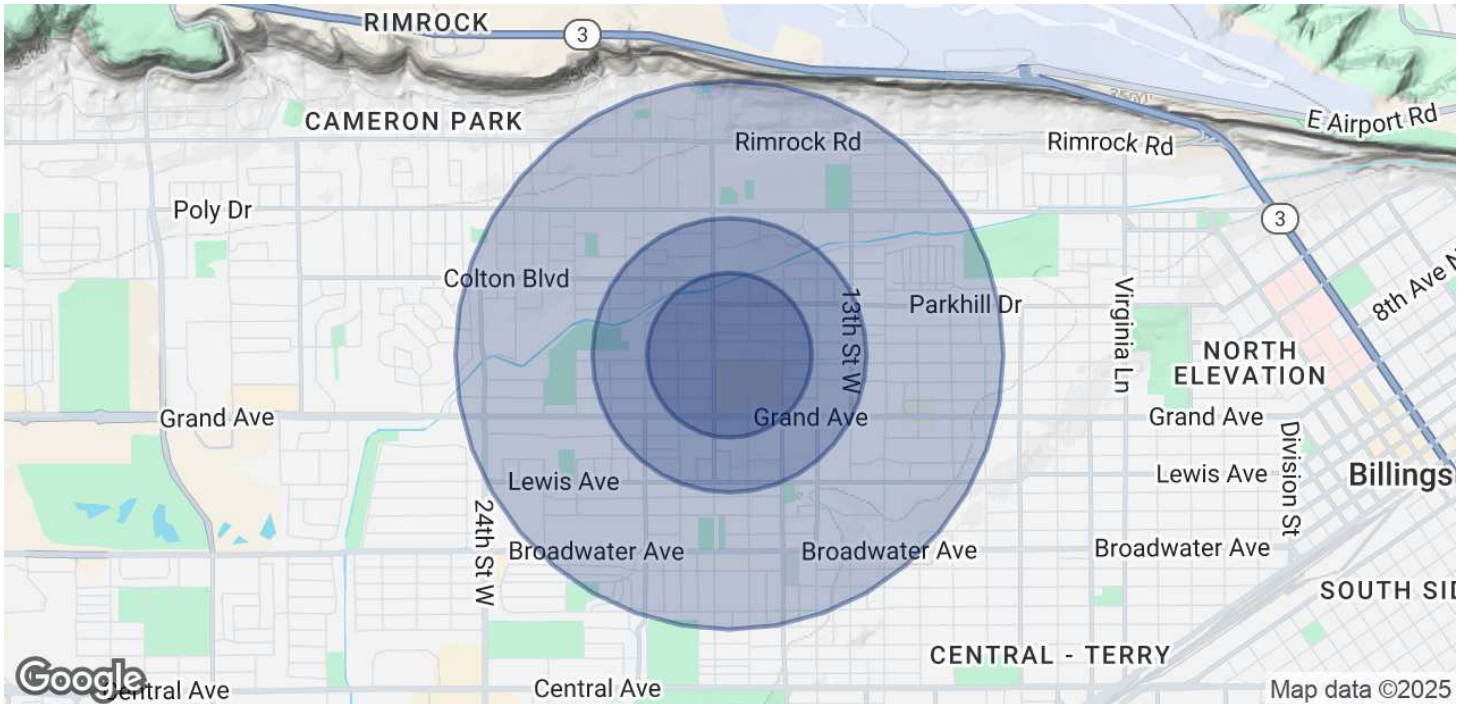 RIMROCK
3
CAMERON PARK
Rimrock Rd
Rimrock Rd
E Airport Rd
Poly Dr
3
Colton Blvd
13th St W
Parkhill Dr
Virginia Ln
8th Ave N
NORTH
ELEVATION
Grand Ave
Grand Ave
Grand Ave
Lewis Ave
Lewis Ave
Division St
Billings
24th St W
Broadwater Ave
Broadwater Ave
Broadwater Ave
SOUTH SID
CENTRAL - TERRY
Google
Central Ave
Central Ave
Map data ©2025